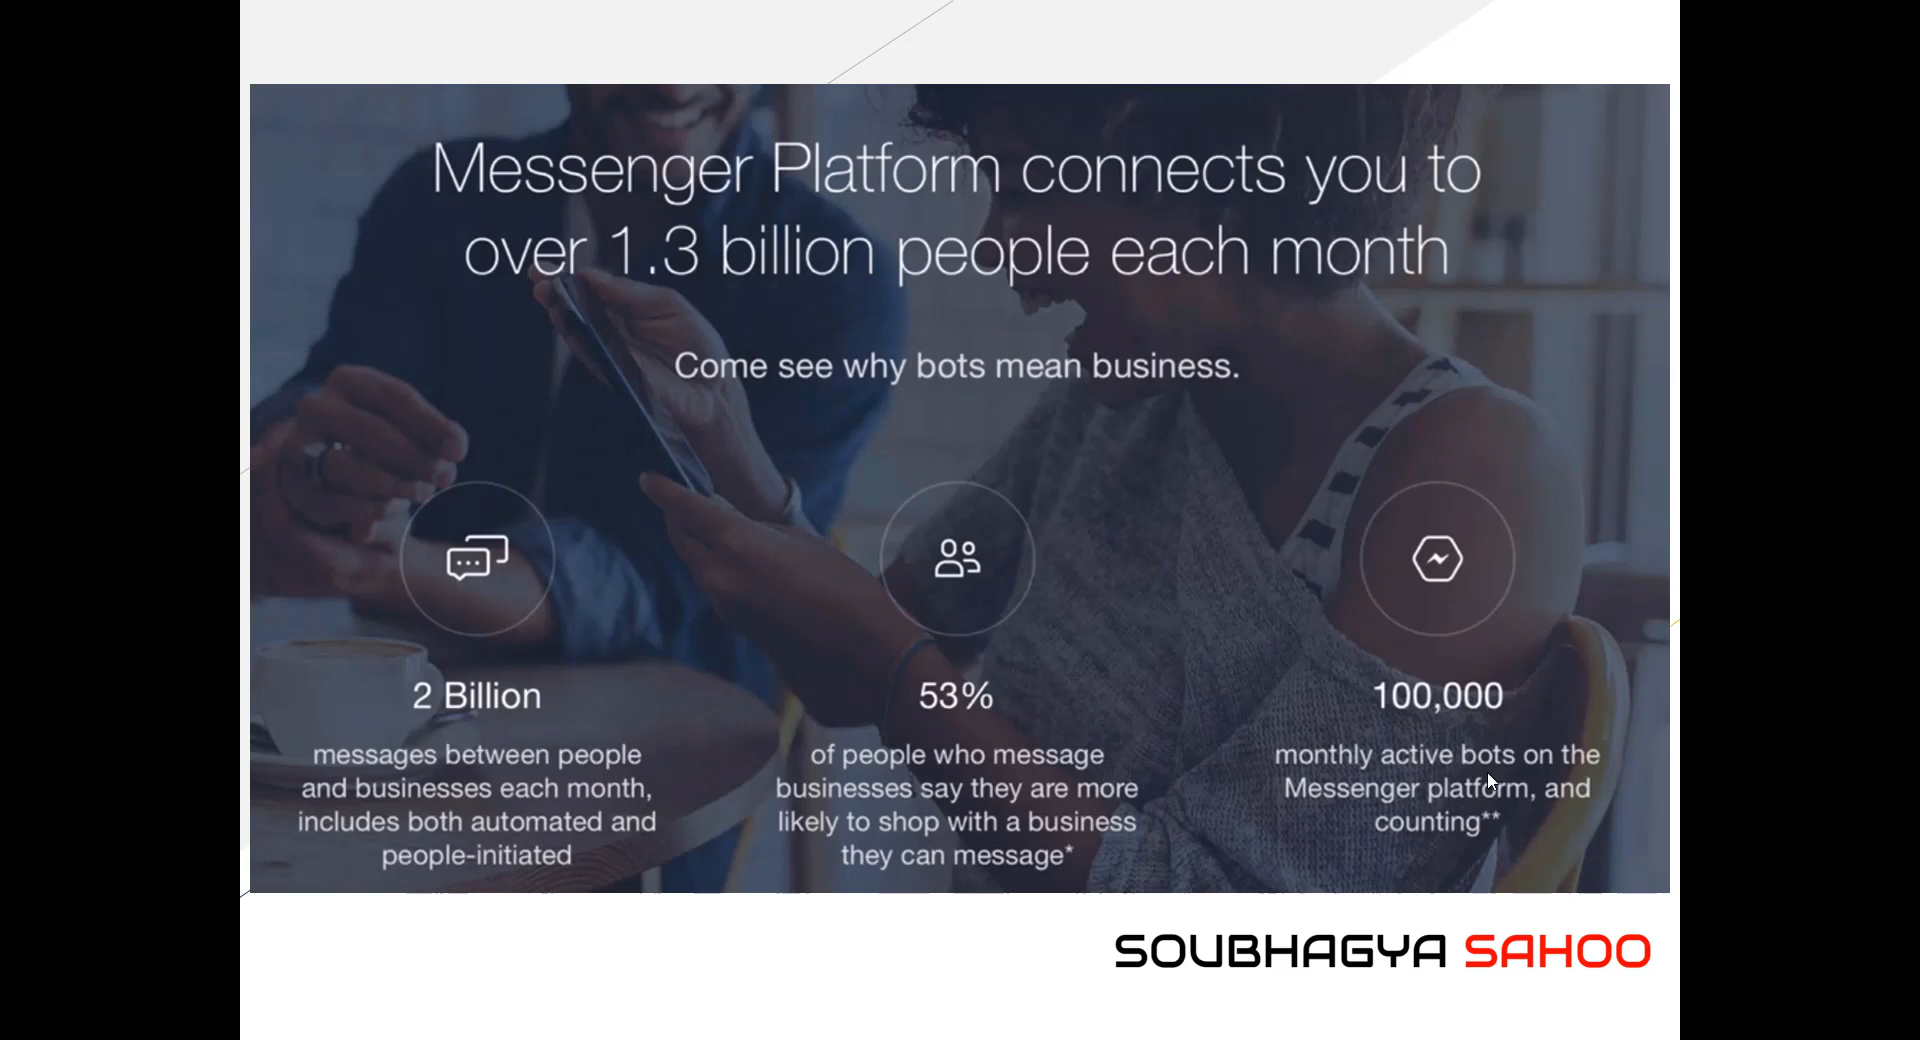 Messenger Platform connects you to
over 1.3 billion people each month
Come see why bots mean business.
2 Billion
messages between people
and businesses each month,
includes both automated and
people-initiated
53%
of people who message
businesses say they are more
likely to shop with a business
they can message*
100,000
monthly active bots on the
Messenger platform, and
counting**
SOUBHAGYA SAHOO